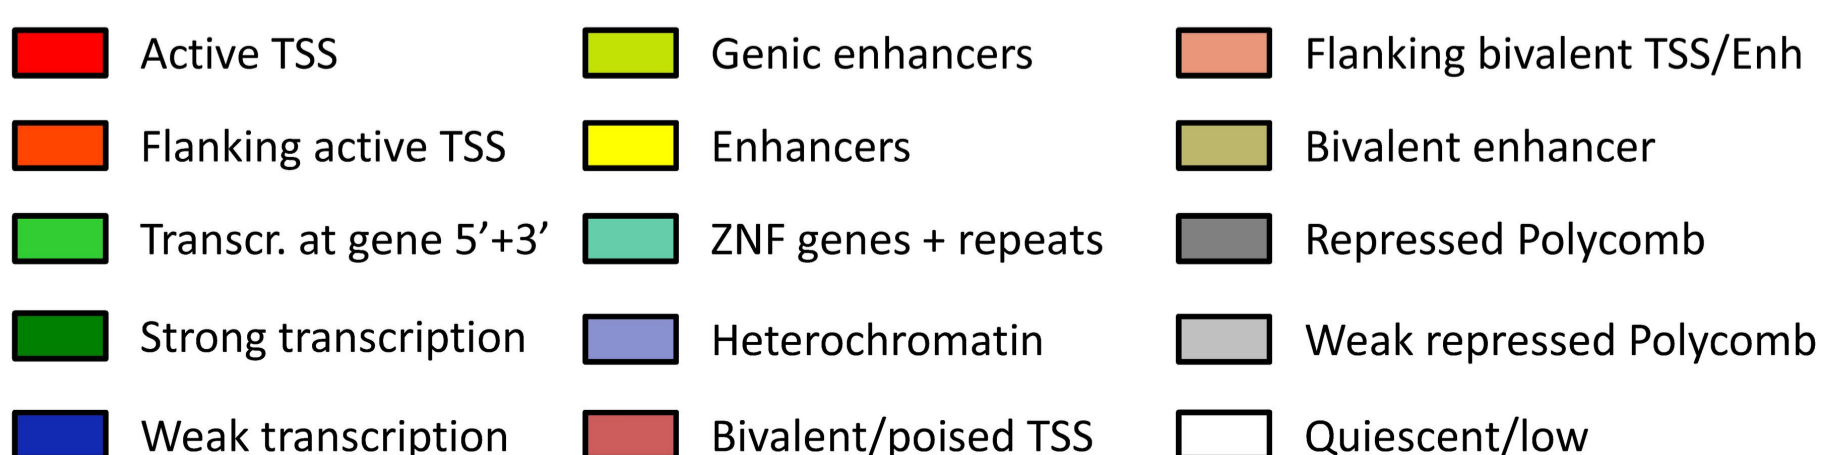 Active TSS
Flanking active TSS
Transcr. at gene 5’+3’
Strong transcription
Weak transcription
Genic enhancers
Enhancers
ZNF genes + repeats
Heterochromatin
Bivalent/poised TSS
Flanking bivalent TSS/Enh
Bivalent enhancer
Repressed Polycomb
Weak repressed Polycomb
Quiescent/low